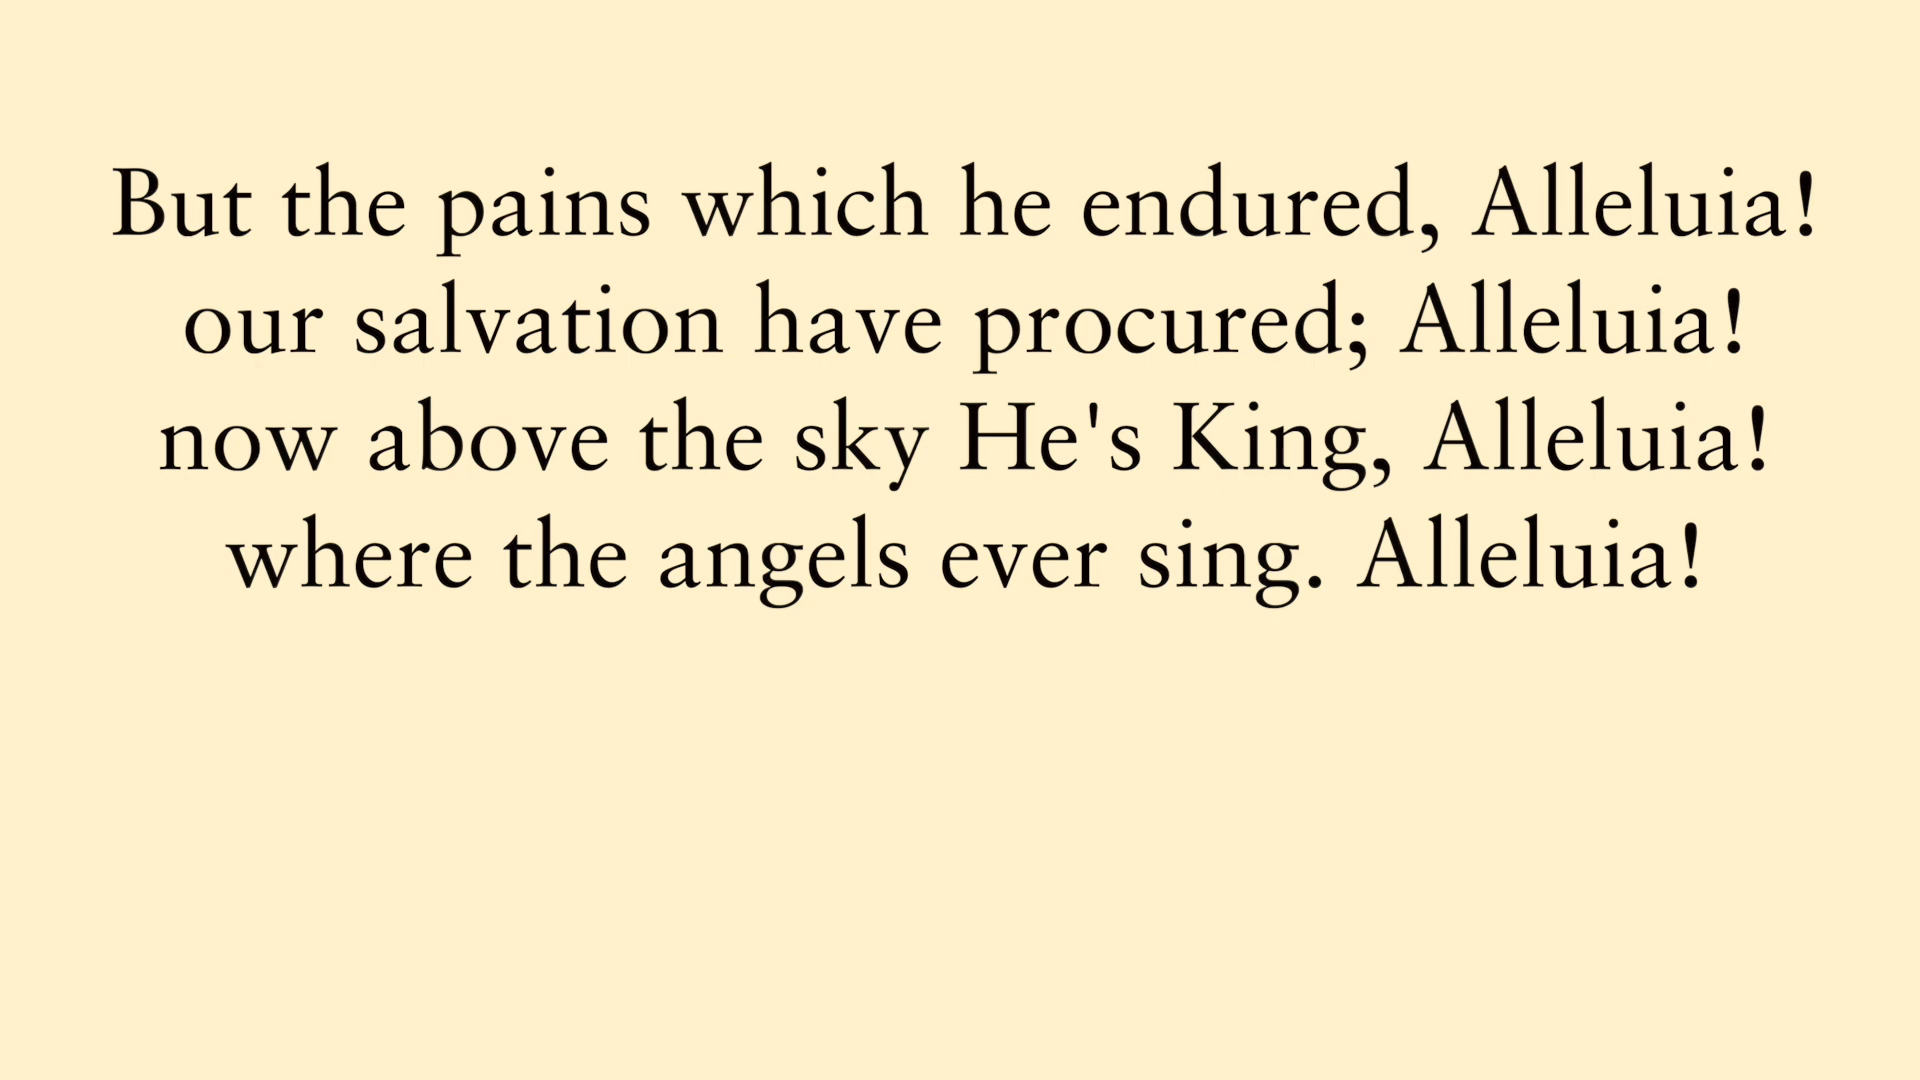 But the pains which he endured, Alleluia!
our salvation have procured; Alleluia!
now above the sky He's King, Alleluia!
where the angels ever sing. Alleluia!